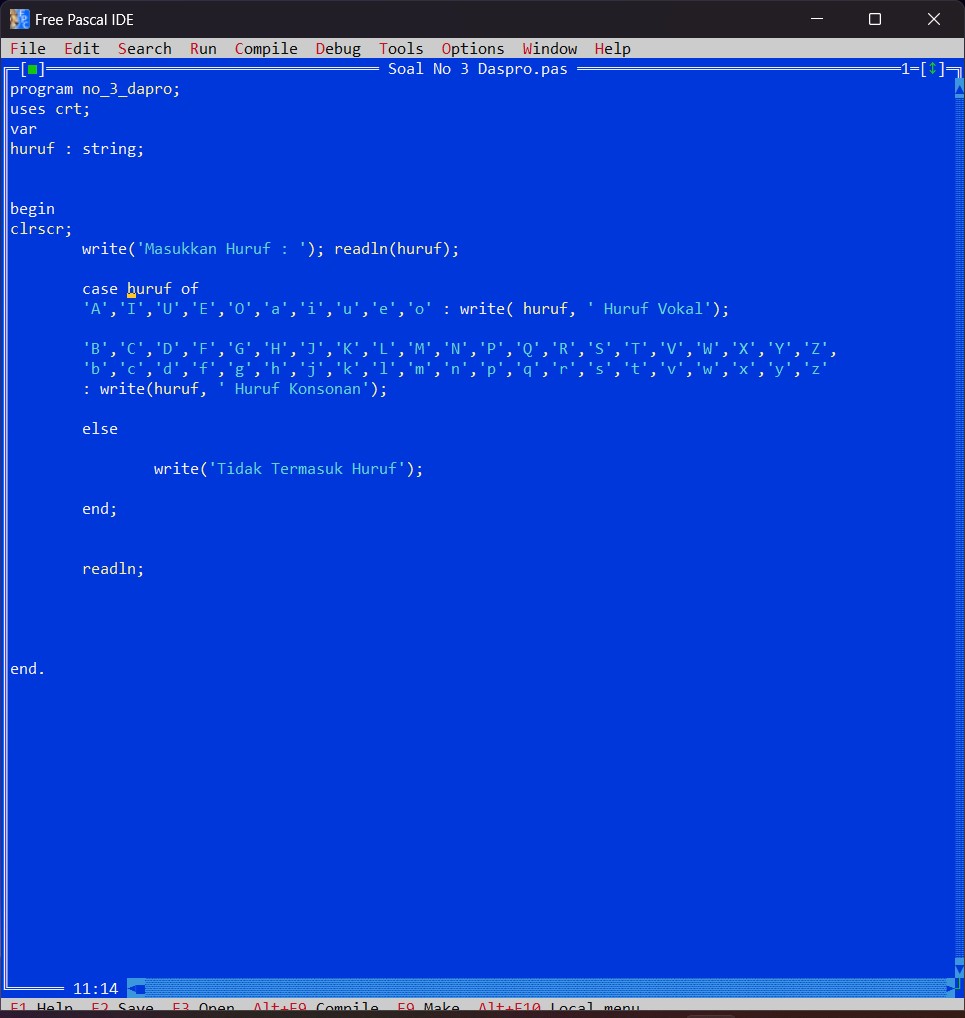 Free Pascal IDE
File Edit Search Run Compile Debug Tools Options Window Help
Soal No 3 Daspro.pas 1
program no_3_dapro;
uses crt;
var
huruf : string;
begin
clrscr;
write('Masukkan Huruf : '); readln(huruf);
case huruf of
'A','I','U','E','O','a','i','u','e','o' : write( huruf, ' Huruf Vokal');
'B','C','D','F','G','H','J','K','L','M','N','P','Q','R','S','T','V','W','X','Y','Z',
'b','c','d','f','g','h','j','k','l','m','n','p','q','r','s','t','v','w','x','y','z'
: write(huruf, ' Huruf Konsonan');
else
write('Tidak Termasuk Huruf');
end;
readln;
end.
11:14
F1 Help F2 Save F3 Open Alt+F9 Compile F9 Make Alt+F10 Local menu